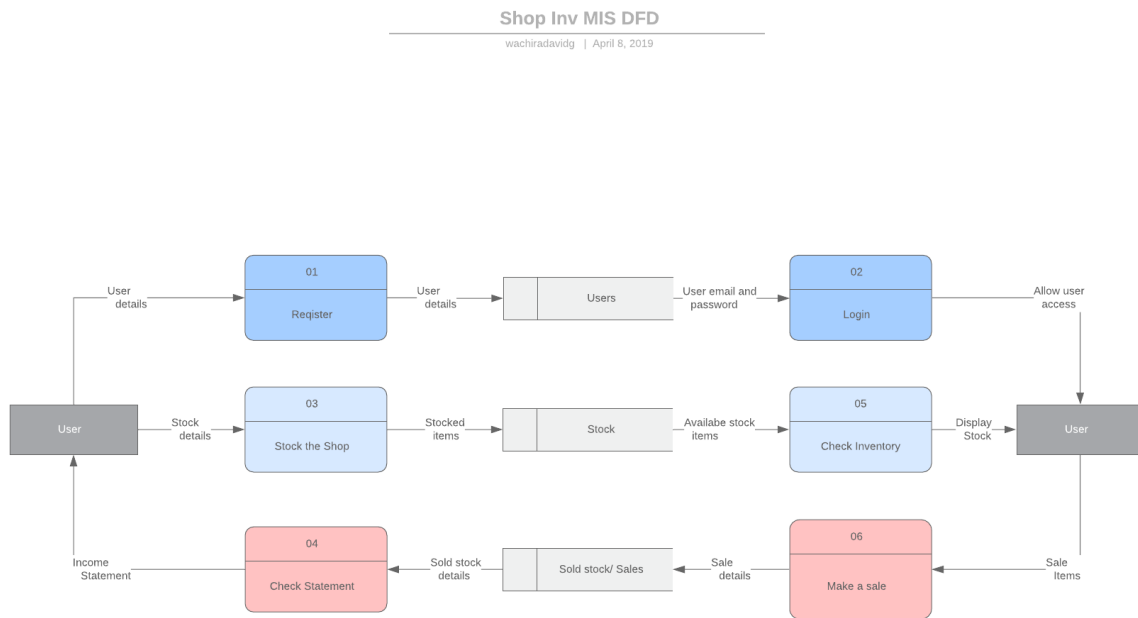 Shop Inv MIS DFD
wachiradavidg | April 8, 2019
01
02
User
details
Reqister
User
details
Users
User email and
password
Login
Allow user
access
03
05
User
Stock
details
Stock the Shop
Stocked
items
Stock
Availabe stock
items
Check Inventory
Display
Stock
User
04
06
Income
Statement
Check Statement
Sold stock
details
Sold stock/ Sales
Sale
details
Make a sale
Sale
Items